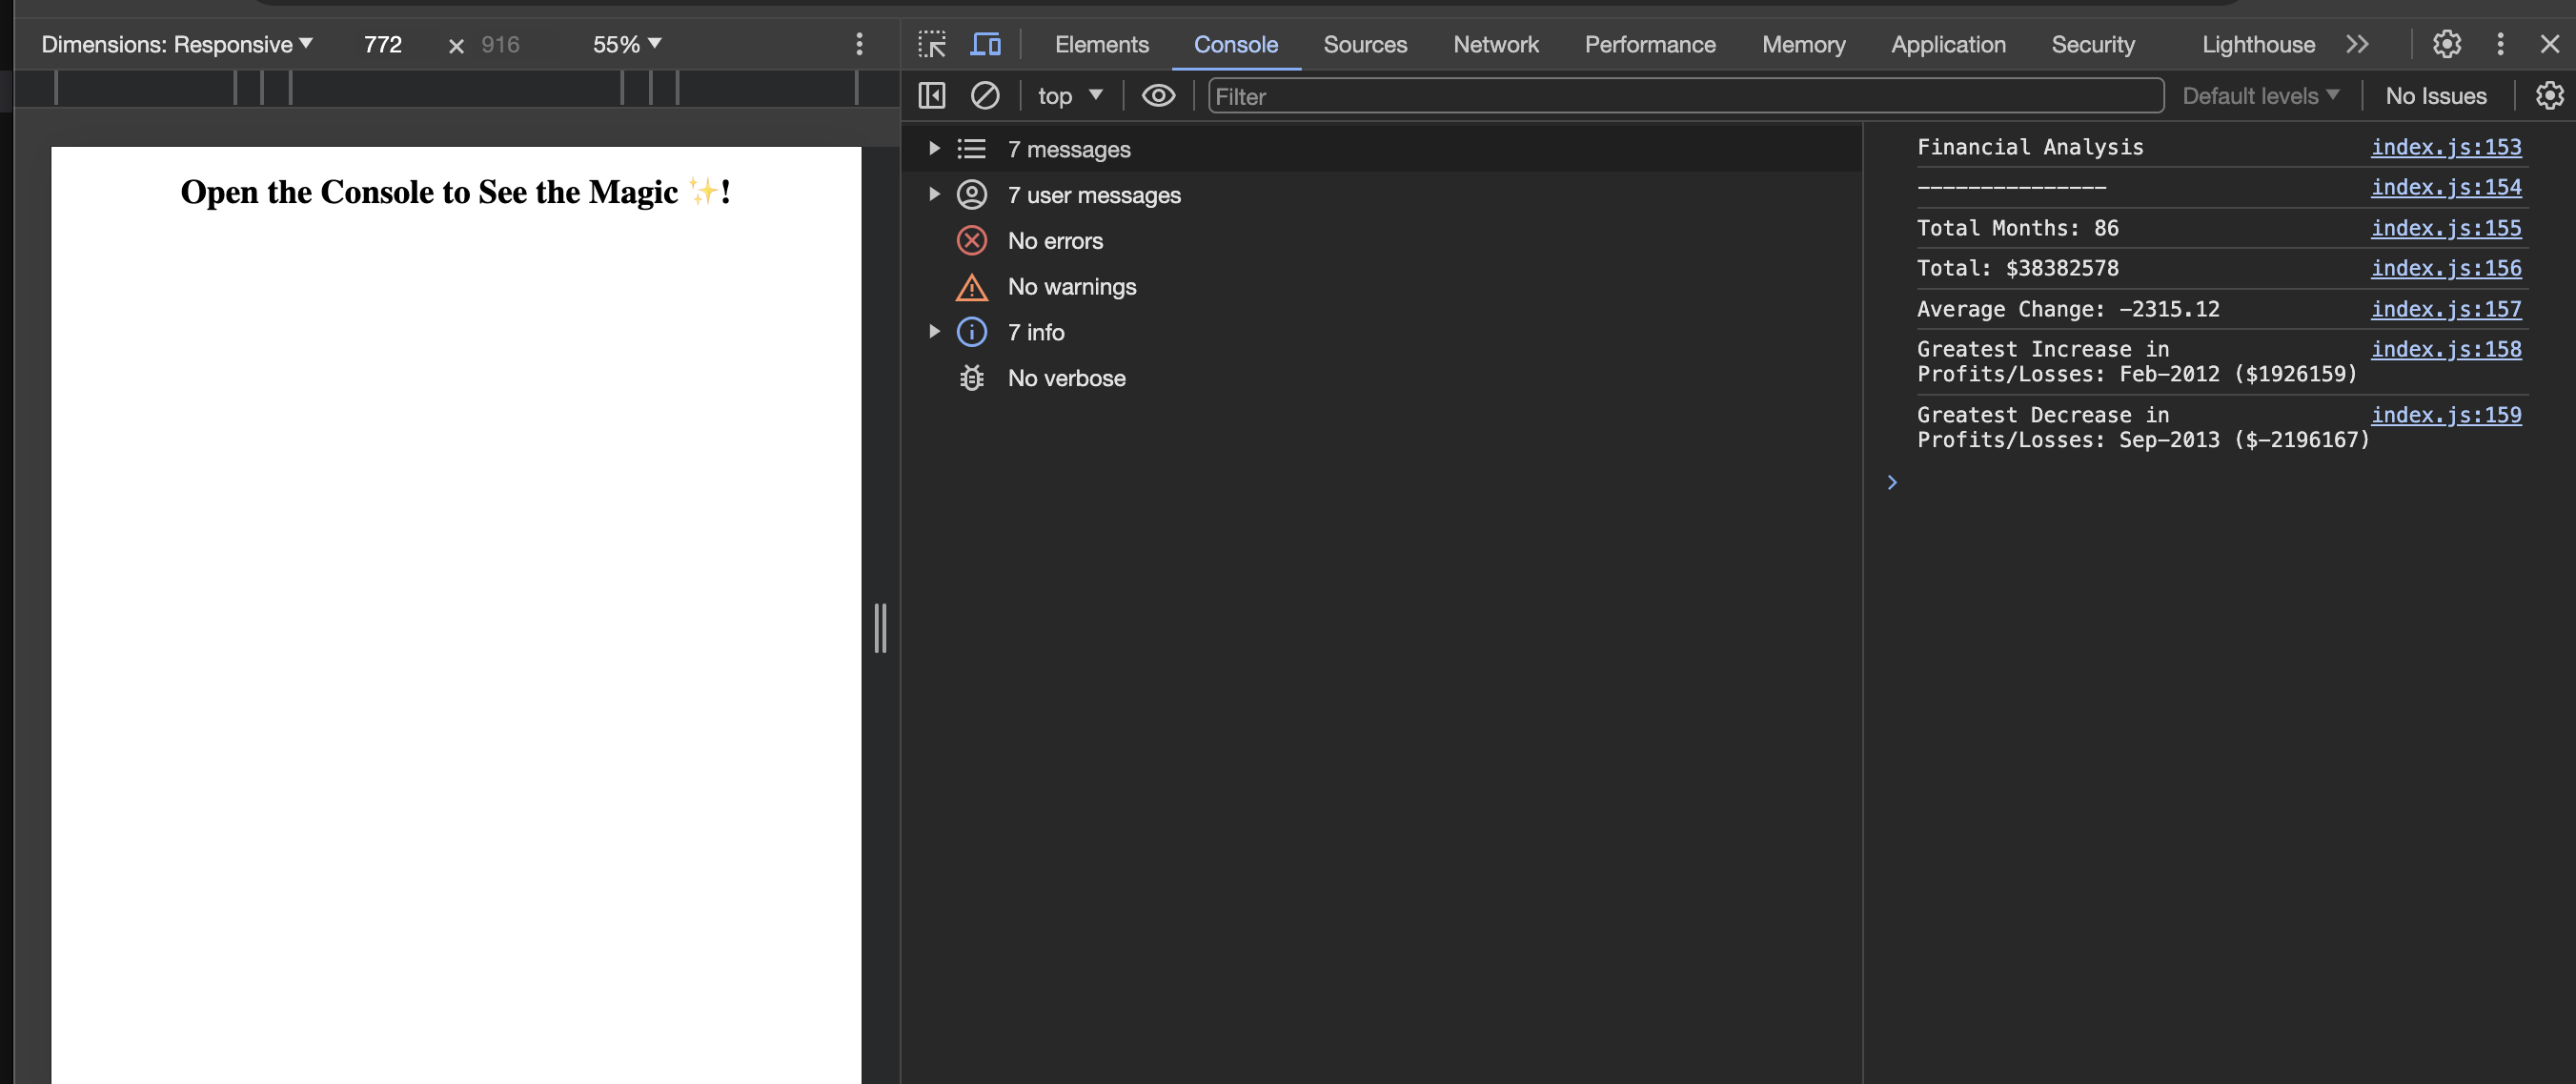 Dimensions: Responsive 772 × 916 55%
Elements Console Sources Network Performance Memory Application Security Lighthouse
top Filter Default levels No Issues
Open the Console to See the Magic ✨!
7 messages
7 user messages
No errors
No warnings
7 info
No verbose
Financial Analysis index.js:153
--------------- index.js:154
Total Months: 86 index.js:155
Total: $38382578 index.js:156
Average Change: -2315.12 index.js:157
Greatest Increase in index.js:158
Profits/Losses: Feb-2012 ($1926159)
Greatest Decrease in index.js:159
Profits/Losses: Sep-2013 ($-2196167)